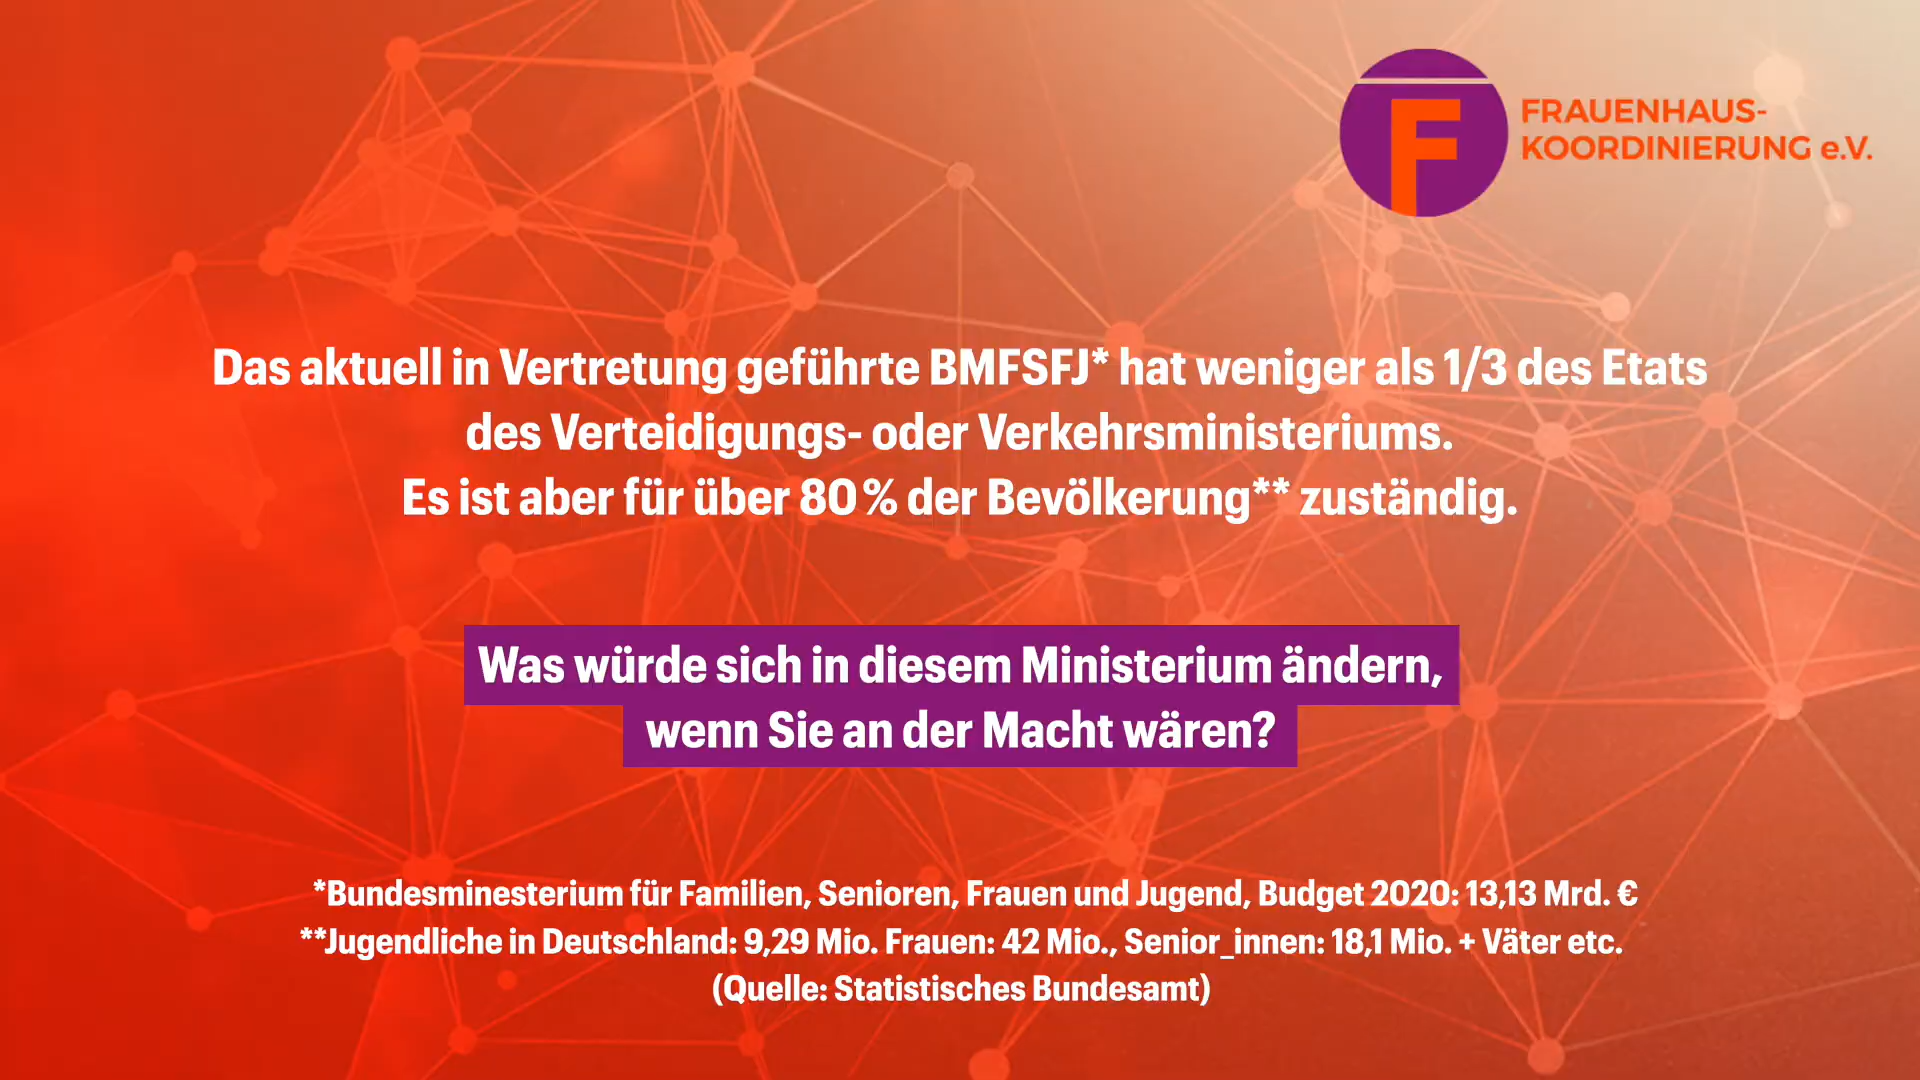 FRAUENHAUS-
KOORDINIERUNG e.V.
Das aktuell in Vertretung geführte BMFSFJ* hat weniger als 1/3 des Etats
des Verteidigungs- oder Verkehrsministeriums.
Es ist aber für über 80 % der Bevölkerung** zuständig.
Was würde sich in diesem Ministerium ändern,
wenn Sie an der Macht wären?
*Bundesminesterium für Familien, Senioren, Frauen und Jugend, Budget 2020: 13,13 Mrd. €
**Jugendliche in Deutschland: 9,29 Mio. Frauen: 42 Mio., Senior_innen: 18,1 Mio. + Väter etc.
(Quelle: Statistisches Bundesamt)